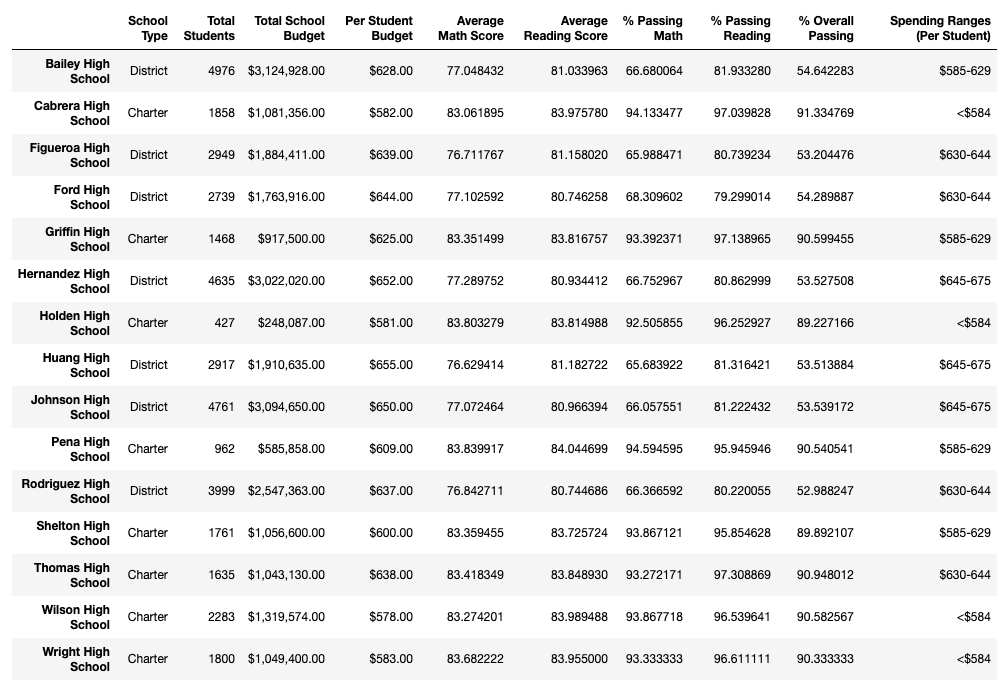 School Type Total Students Total School Budget Per Student Budget Average Math Score Average Reading Score % Passing Math % Passing Reading % Overall Passing Spending Ranges (Per Student)
Bailey High School District 4976 $3,124,928.00 $628.00 77.048432 81.033963 66.680064 81.933280 54.642283 $585-629
Cabrera High School Charter 1858 $1,081,356.00 $582.00 83.061895 83.975780 94.133477 97.039828 91.334769 <$584
Figueroa High School District 2949 $1,884,411.00 $639.00 76.711767 81.158020 65.988471 80.739234 53.204476 $630-644
Ford High School District 2739 $1,763,916.00 $644.00 77.102592 80.746258 68.309602 79.299014 54.289887 $630-644
Griffin High School Charter 1468 $917,500.00 $625.00 83.351499 83.816757 93.392371 97.138965 90.599455 $585-629
Hernandez High School District 4635 $3,022,020.00 $652.00 77.289752 80.934412 66.752967 80.862999 53.527508 $645-675
Holden High School Charter 427 $248,087.00 $581.00 83.803279 83.814988 92.505855 96.252927 89.227166 <$584
Huang High School District 2917 $1,910,635.00 $655.00 76.629414 81.182722 65.683922 81.316421 53.513884 $645-675
Johnson High School District 4761 $3,094,650.00 $650.00 77.072464 80.966394 66.057551 81.222432 53.539172 $645-675
Pena High School Charter 962 $585,858.00 $609.00 83.839917 84.044699 94.594595 95.945946 90.540541 $585-629
Rodriguez High School District 3999 $2,547,363.00 $637.00 76.842711 80.744686 66.366592 80.220055 52.988247 $630-644
Shelton High School Charter 1761 $1,056,600.00 $600.00 83.359455 83.725724 93.867121 95.854628 89.892107 $585-629
Thomas High School Charter 1635 $1,043,130.00 $638.00 83.418349 83.848930 93.272171 97.308869 90.948012 $630-644
Wilson High School Charter 2283 $1,319,574.00 $578.00 83.274201 83.989488 93.867718 96.539641 90.582567 <$584
Wright High School Charter 1800 $1,049,400.00 $583.00 83.682222 83.955000 93.333333 96.611111 90.333333 <$584